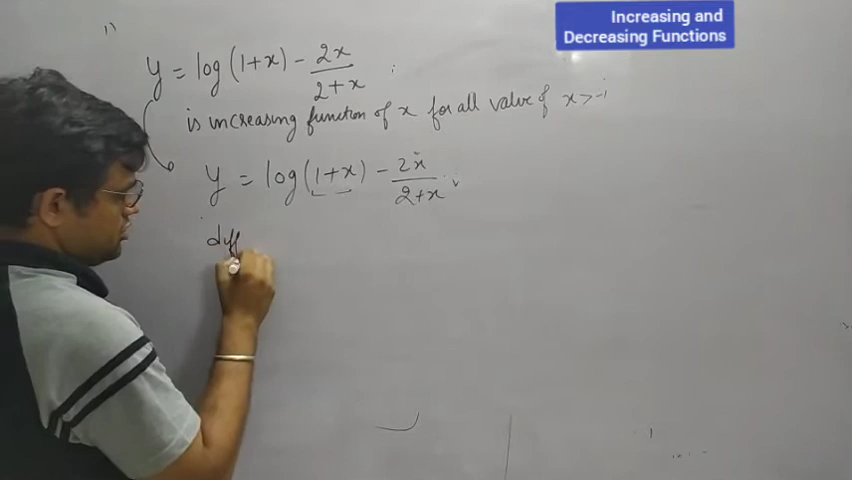 Increasing and
Decreasing Functions
11)
y = log(1+x) - 2x/2+x ;
is increasing function of x for all value of x > -1
y = log(1+x) - 2x/2+x ;
diff